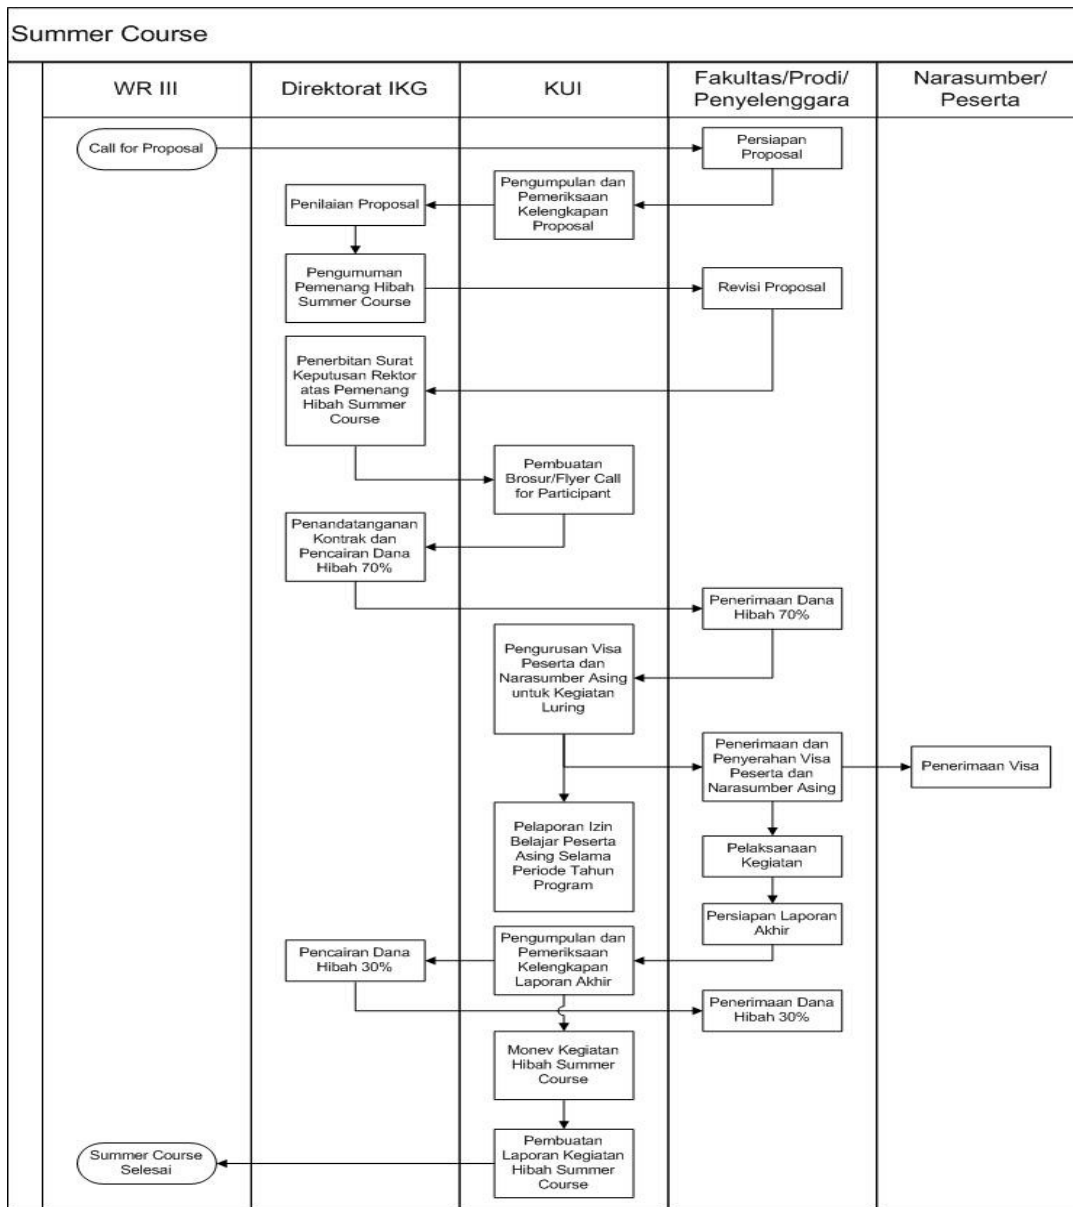 Summer Course
WR III
Direktorat IKG
KUI
Fakultas/Prodi/
Penyelenggara
Narasumber/
Peserta
Call for Proposal
Persiapan
Proposal
Pengumpulan dan
Pemeriksaan
Kelengkapan
Proposal
Penilaian Proposal
Pengumuman
Pemenang Hibah
Summer Course
Revisi Proposal
Penerbitan Surat
Keputusan Rektor
atas Pemenang
Hibah Summer
Course
Pembuatan
Brosur/Flyer Call
for Participant
Penandatanganan
Kontrak dan
Pencairan Dana
Hibah 70%
Penerimaan Dana
Hibah 70%
Pengurusan Visa
Peserta dan
Narasumber Asing
untuk Kegiatan
Luring
Penerimaan dan
Penyerahan Visa
Peserta dan
Narasumber Asing
Penerimaan Visa
Pelaporan Izin
Belajar Peserta
Asing Selama
Periode Tahun
Program
Pelaksanaan
Kegiatan
Persiapan Laporan
Akhir
Pengumpulan dan
Pemeriksaan
Kelengkapan
Laporan Akhir
Pencairan Dana
Hibah 30%
Penerimaan Dana
Hibah 30%
Monev Kegiatan
Hibah Summer
Course
Pembuatan
Laporan Kegiatan
Hibah Summer
Course
Summer Course
Selesai